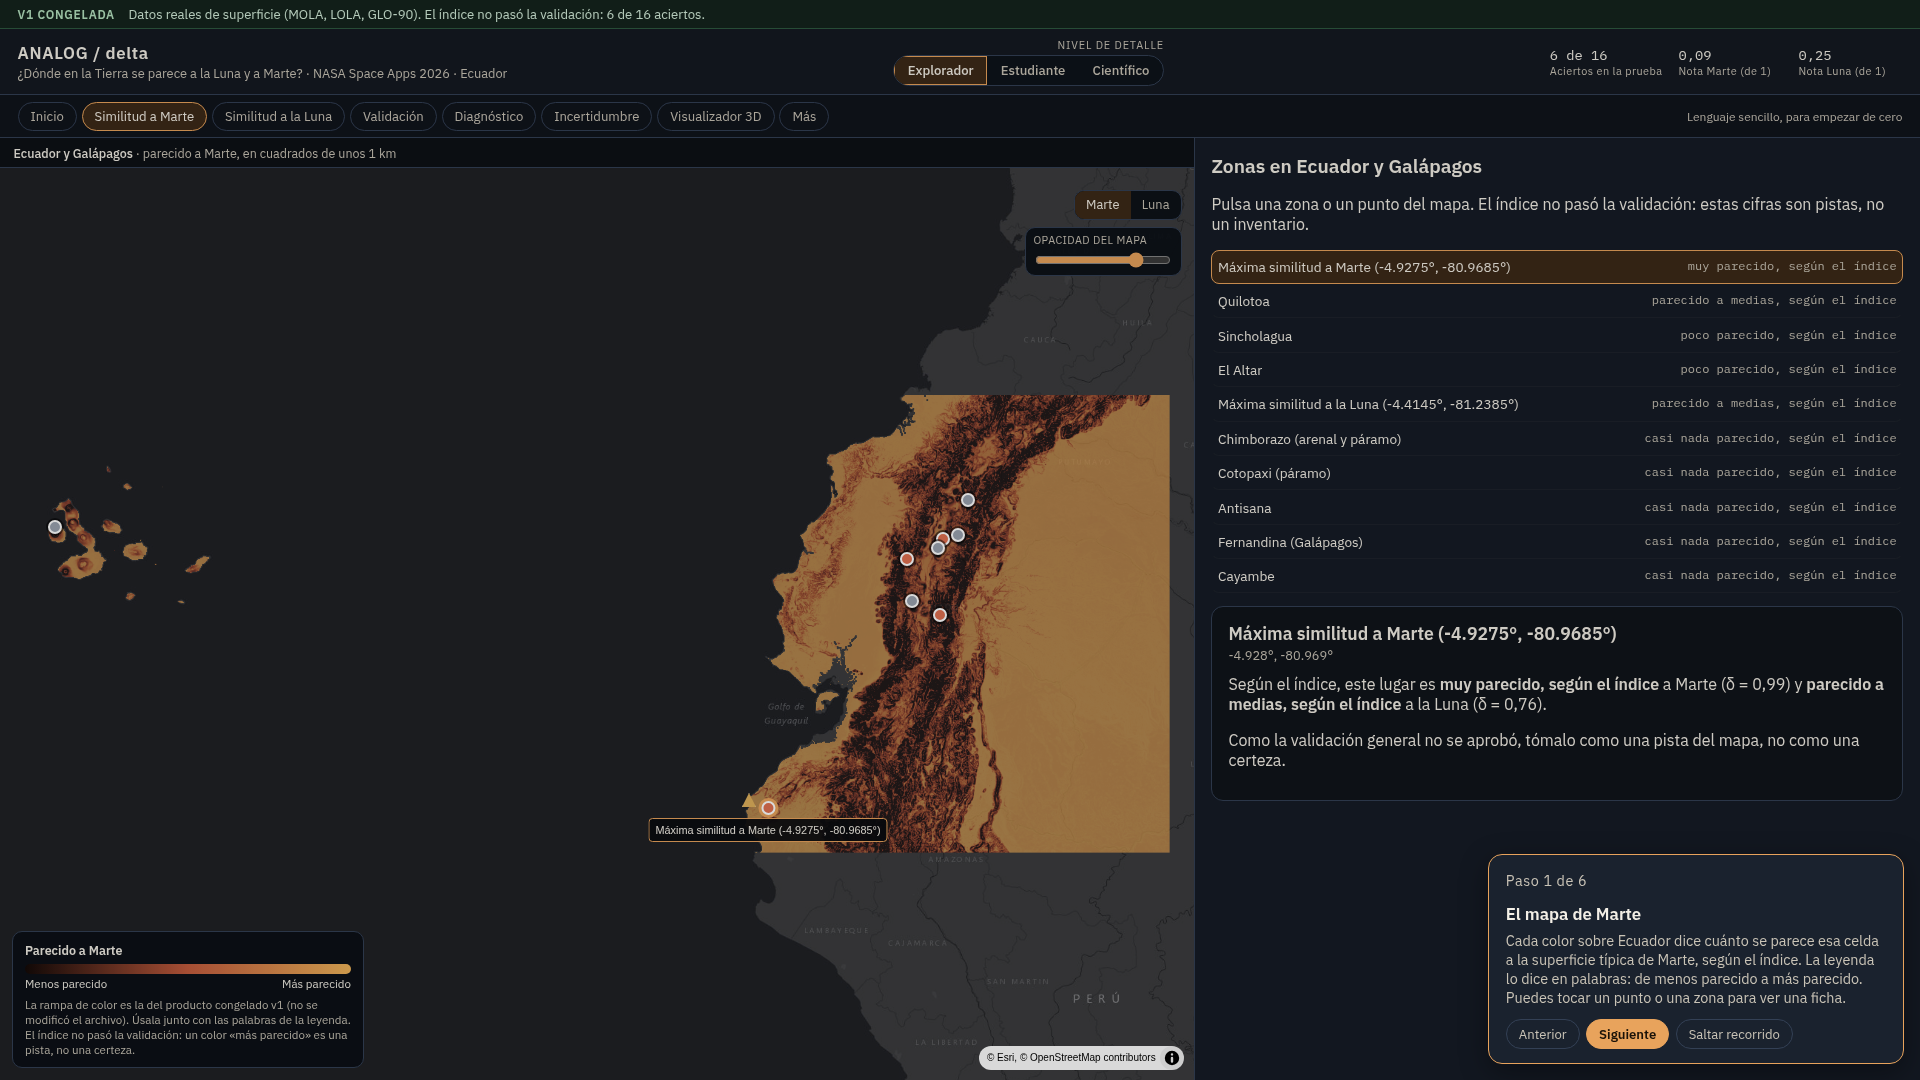 V1 CONGELADA Datos reales de superficie (MOLA, LOLA, GLO-90). El índice no pasó la validación: 6 de 16 aciertos.
ANALOG / delta
¿Dónde en la Tierra se parece a la Luna y a Marte? · NASA Space Apps 2026 · Ecuador
NIVEL DE DETALLE
Explorador Estudiante Científico
6 de 16
Aciertos en la prueba
0,09
Nota Marte (de 1)
0,25
Nota Luna (de 1)
Inicio Similitud a Marte Similitud a la Luna Validación Diagnóstico Incertidumbre Visualizador 3D Más
Lenguaje sencillo, para empezar de cero
Ecuador y Galápagos · parecido a Marte, en cuadrados de unos 1 km
Marte Luna
OPACIDAD DEL MAPA
HUILA
CAUCA
Golfo de
Guayaquil
Máxima similitud a Marte (-4.9275°, -80.9685°)
AMAZONAS
LAMBAYEQUE
CAJAMARCA
SAN MARTIN
PERÚ
LA LIBERTAD
© Esri, © OpenStreetMap contributors
Parecido a Marte
Menos parecido Más parecido
La rampa de color es la del producto congelado v1 (no se
modificó el archivo). Úsala junto con las palabras de la leyenda.
El índice no pasó la validación: un color «más parecido» es una
pista, no una certeza.
Zonas en Ecuador y Galápagos
Pulsa una zona o un punto del mapa. El índice no pasó la validación: estas cifras son pistas, no
un inventario.
Máxima similitud a Marte (-4.9275°, -80.9685°) muy parecido, según el índice
Quilotoa parecido a medias, según el índice
Sincholagua poco parecido, según el índice
El Altar poco parecido, según el índice
Máxima similitud a la Luna (-4.4145°, -81.2385°) parecido a medias, según el índice
Chimborazo (arenal y páramo) casi nada parecido, según el índice
Cotopaxi (páramo) casi nada parecido, según el índice
Antisana casi nada parecido, según el índice
Fernandina (Galápagos) casi nada parecido, según el índice
Cayambe casi nada parecido, según el índice
Máxima similitud a Marte (-4.9275°, -80.9685°)
-4.928°, -80.969°
Según el índice, este lugar es muy parecido, según el índice a Marte (δ = 0,99) y parecido a
medias, según el índice a la Luna (δ = 0,76).
Como la validación general no se aprobó, tómalo como una pista del mapa, no como una
certeza.
Paso 1 de 6
El mapa de Marte
Cada color sobre Ecuador dice cuánto se parece esa celda
a la superficie típica de Marte, según el índice. La leyenda
lo dice en palabras: de menos parecido a más parecido.
Puedes tocar un punto o una zona para ver una ficha.
Anterior Siguiente Saltar recorrido